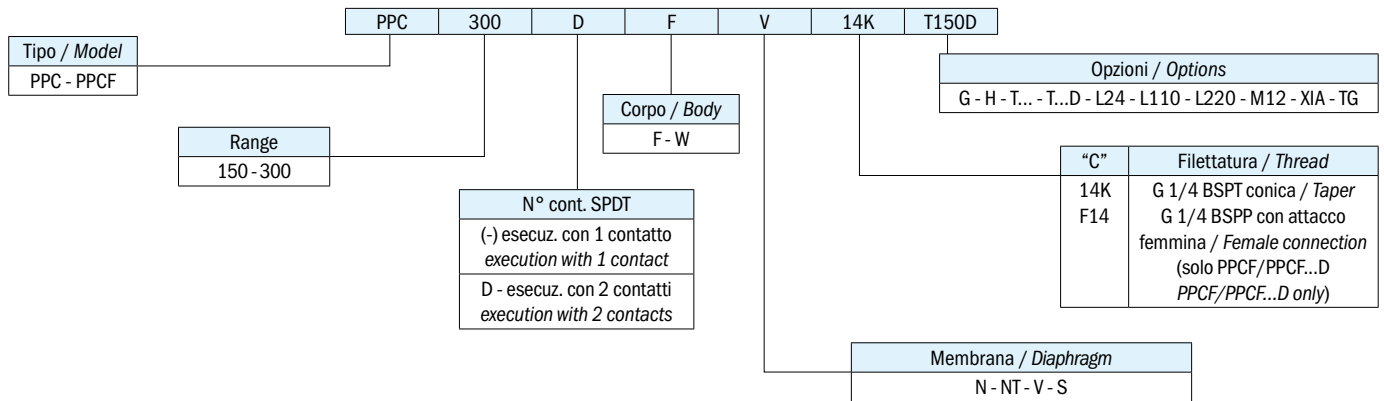 PPC 300 D F V 14K T150D
Tipo / Model
PPC - PPCF
Opzioni / Options
G - H - T... - T...D - L24 - L110 - L220 - M12 - XIA - TG
Corpo / Body
F - W
Range
150 - 300
"C" Filettatura / Thread
14K G 1/4 BSPT conica / Taper
F14 G 1/4 BSPP con attacco
femmina / Female connection
(solo PPCF/PPCF...D
PPCF/PPCF...D only)
N° cont. SPDT
(-) esecuz. con 1 contatto
execution with 1 contact
D - esecuz. con 2 contatti
execution with 2 contacts
Membrana / Diaphragm
N - NT - V - S